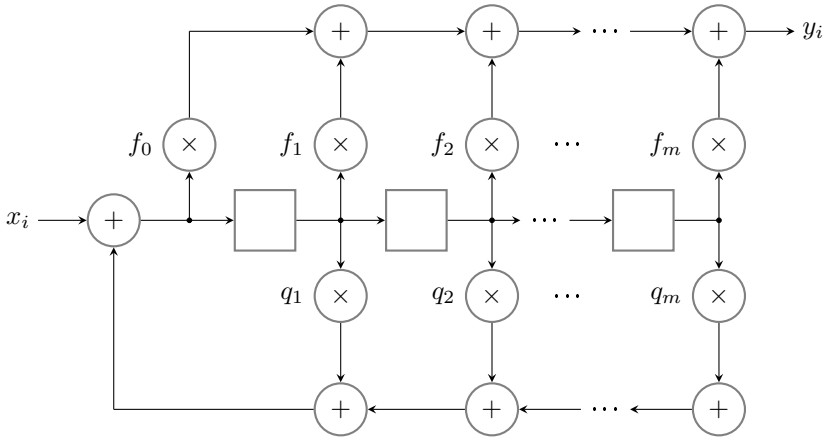 + + ⋯ + y_i
f_0 × f_1 × f_2 × ⋯ f_m ×
x_i + ⋯
q_1 × q_2 × ⋯ q_m ×
+ + ⋯ +